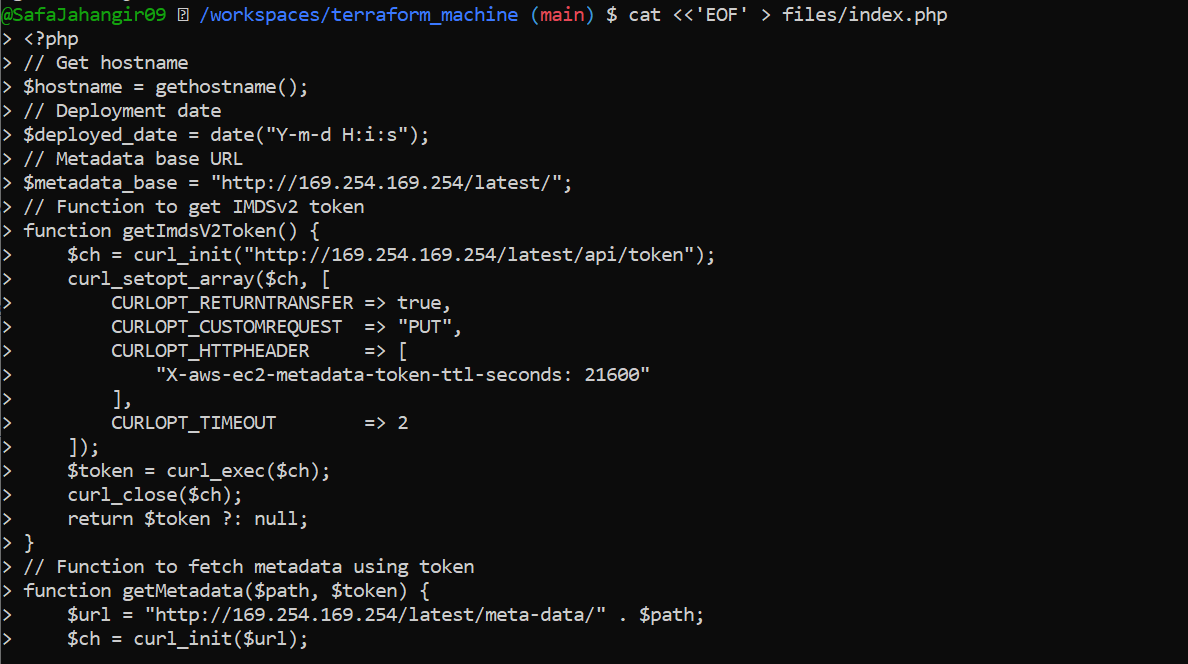 @SafaJahangir09 /workspaces/terraform_machine (main) $ cat <<'EOF' > files/index.php
> <?php
> // Get hostname
> $hostname = gethostname();
> // Deployment date
> $deployed_date = date("Y-m-d H:i:s");
> // Metadata base URL
> $metadata_base = "http://169.254.169.254/latest/";
> // Function to get IMDSv2 token
> function getImdsV2Token() {
>     $ch = curl_init("http://169.254.169.254/latest/api/token");
>     curl_setopt_array($ch, [
>         CURLOPT_RETURNTRANSFER => true,
>         CURLOPT_CUSTOMREQUEST  => "PUT",
>         CURLOPT_HTTPHEADER     => [
>             "X-aws-ec2-metadata-token-ttl-seconds: 21600"
>         ],
>         CURLOPT_TIMEOUT        => 2
>     ]);
>     $token = curl_exec($ch);
>     curl_close($ch);
>     return $token ?: null;
> }
> // Function to fetch metadata using token
> function getMetadata($path, $token) {
>     $url = "http://169.254.169.254/latest/meta-data/" . $path;
>     $ch = curl_init($url);